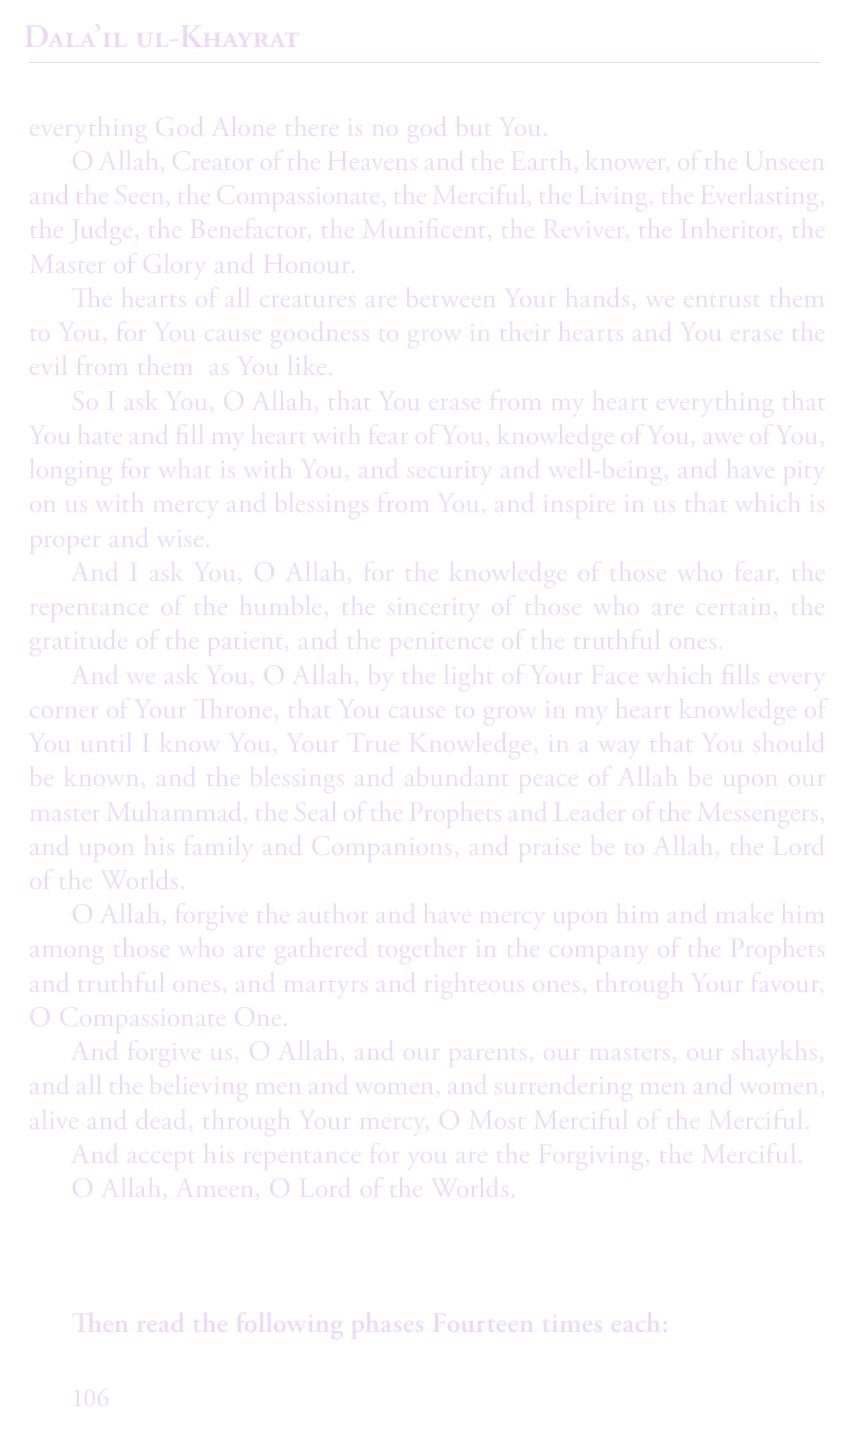 Dala’il ul-Khayrat
everything God Alone there is no god but You.
O Allah, Creator of the Heavens and the Earth, knower, of the Unseen
and the Seen, the Compassionate, the Merciful, the Living, the Everlasting,
the Judge, the Benefactor, the Munificent, the Reviver, the Inheritor, the
Master of Glory and Honour.
The hearts of all creatures are between Your hands, we entrust them
to You, for You cause goodness to grow in their hearts and You erase the
evil from them  as You like.
So I ask You, O Allah, that You erase from my heart everything that
You hate and fill my heart with fear of You, knowledge of You, awe of You,
longing for what is with You, and security and well-being, and have pity
on us with mercy and blessings from You, and inspire in us that which is
proper and wise.
And I ask You, O Allah, for the knowledge of those who fear, the
repentance of the humble, the sincerity of those who are certain, the
gratitude of the patient, and the penitence of the truthful ones.
And we ask You, O Allah, by the light of Your Face which fills every
corner of Your Throne, that You cause to grow in my heart knowledge of
You until I know You, Your True Knowledge, in a way that You should
be known, and the blessings and abundant peace of Allah be upon our
master Muhammad, the Seal of the Prophets and Leader of the Messengers,
and upon his family and Companions, and praise be to Allah, the Lord
of the Worlds.
O Allah, forgive the author and have mercy upon him and make him
among those who are gathered together in the company of the Prophets
and truthful ones, and martyrs and righteous ones, through Your favour,
O Compassionate One.
And forgive us, O Allah, and our parents, our masters, our shaykhs,
and all the believing men and women, and surrendering men and women,
alive and dead, through Your mercy, O Most Merciful of the Merciful.
And accept his repentance for you are the Forgiving, the Merciful.
O Allah, Ameen, O Lord of the Worlds.
Then read the following phases Fourteen times each:
106